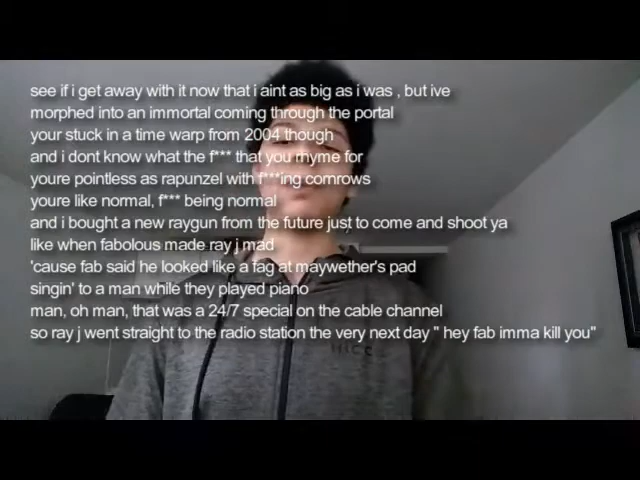 see if i get away with it now that i aint as big as i was , but ive
morphed into an immortal coming through the portal
your stuck in a time warp from 2004 though
and i dont know what the f*** that you rhyme for
youre pointless as rapunzel with f***ing cornrows
youre like normal, f*** being normal
and i bought a new raygun from the future just to come and shoot ya
like when fabolous made ray j mad
'cause fab said he looked like a fag at maywether's pad
singin' to a man while they played piano
man, oh man, that was a 24/7 special on the cable channel
so ray j went straight to the radio station the very next day " hey fab imma kill you"